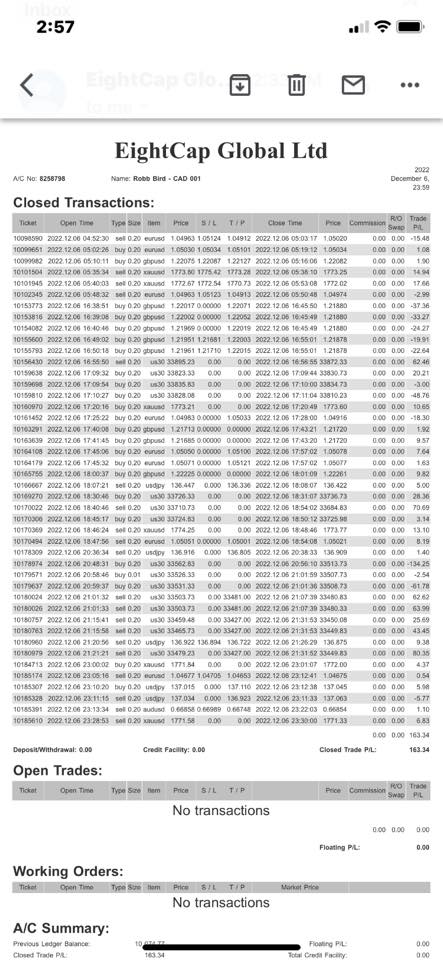 Inbox
2:57
EightCap Glo...
to me
EightCap Global Ltd
2022
A/C No: 8258798 Name: Robb Bird - CAD 001 December 6, 23:59
Closed Transactions:
Ticket Open Time Type Size Item Price S / L T / P Close Time Price Commission R/O Swap Trade P/L
10098590 2022.12.06 04:52:30 sell 0.20 eurusd 1.04963 1.05124 1.04912 2022.12.06 05:03:17 1.05020 0.00 0.00 -15.48
10099651 2022.12.06 05:02:26 buy 0.20 eurusd 1.05030 1.05034 1.05101 2022.12.06 05:19:12 1.05034 0.00 0.00 1.08
10099982 2022.12.06 05:10:11 buy 0.20 gbpusd 1.22075 1.22087 1.22127 2022.12.06 05:16:06 1.22082 0.00 0.00 1.90
10101504 2022.12.06 05:35:34 sell 0.20 xauusd 1773.80 1775.42 1773.28 2022.12.06 05:38:10 1773.25 0.00 0.00 14.94
10101945 2022.12.06 05:40:03 sell 0.20 xauusd 1772.67 1772.54 1770.73 2022.12.06 05:53:08 1772.02 0.00 0.00 17.66
10102345 2022.12.06 05:48:32 sell 0.20 eurusd 1.04963 1.05123 1.04913 2022.12.06 05:50:48 1.04974 0.00 0.00 -2.99
10153773 2022.12.06 16:38:51 buy 0.20 gbpusd 1.22017 0.00000 1.22071 2022.12.06 16:45:50 1.21880 0.00 0.00 -37.36
10153816 2022.12.06 16:39:08 buy 0.20 gbpusd 1.22002 0.00000 1.22052 2022.12.06 16:45:49 1.21880 0.00 0.00 -33.27
10154082 2022.12.06 16:40:46 buy 0.20 gbpusd 1.21969 0.00000 1.22019 2022.12.06 16:45:49 1.21880 0.00 0.00 -24.27
10155600 2022.12.06 16:49:02 buy 0.20 gbpusd 1.21951 1.21681 1.22003 2022.12.06 16:55:01 1.21878 0.00 0.00 -19.91
10155793 2022.12.06 16:50:18 buy 0.20 gbpusd 1.21961 1.21710 1.22015 2022.12.06 16:55:01 1.21878 0.00 0.00 -22.64
10156430 2022.12.06 16:55:50 sell 0.20 us30 33895.23 0.00 0.00 2022.12.06 16:56:55 33872.33 0.00 0.00 62.46
10159638 2022.12.06 17:09:32 buy 0.20 us30 33823.33 0.00 0.00 2022.12.06 17:09:44 33830.73 0.00 0.00 20.21
10159698 2022.12.06 17:09:54 buy 0.20 us30 33835.83 0.00 0.00 2022.12.06 17:10:00 33834.73 0.00 0.00 -3.00
10159810 2022.12.06 17:10:27 buy 0.20 us30 33828.08 0.00 0.00 2022.12.06 17:11:04 33810.23 0.00 0.00 -48.76
10160970 2022.12.06 17:20:16 buy 0.20 xauusd 1773.21 0.00 0.00 2022.12.06 17:20:49 1773.60 0.00 0.00 10.65
10161452 2022.12.06 17:25:22 buy 0.20 eurusd 1.04983 0.00000 1.05033 2022.12.06 17:28:00 1.04916 0.00 0.00 -18.30
10163291 2022.12.06 17:40:08 buy 0.20 gbpusd 1.21713 0.00000 0.00000 2022.12.06 17:43:21 1.21720 0.00 0.00 1.92
10163639 2022.12.06 17:41:45 buy 0.20 gbpusd 1.21685 0.00000 0.00000 2022.12.06 17:43:20 1.21720 0.00 0.00 9.57
10164108 2022.12.06 17:45:06 buy 0.20 eurusd 1.05050 0.00000 1.05100 2022.12.06 17:57:02 1.05078 0.00 0.00 7.64
10164179 2022.12.06 17:45:32 buy 0.20 eurusd 1.05071 0.00000 1.05121 2022.12.06 17:57:02 1.05077 0.00 0.00 1.63
10165755 2022.12.06 18:00:37 buy 0.20 gbpusd 1.22225 0.00000 0.00000 2022.12.06 18:01:09 1.22261 0.00 0.00 9.82
10166667 2022.12.06 18:07:21 sell 0.20 usdjpy 136.447 0.000 136.336 2022.12.06 18:08:07 136.422 0.00 0.00 5.00
10169270 2022.12.06 18:30:46 buy 0.20 us30 33726.33 0.00 0.00 2022.12.06 18:31:07 33736.73 0.00 0.00 28.36
10170022 2022.12.06 18:40:39 sell 0.20 us30 33710.73 0.00 0.00 2022.12.06 18:54:02 33684.83 0.00 0.00 70.69
10170306 2022.12.06 18:45:17 buy 0.20 us30 33724.83 0.00 0.00 2022.12.06 18:50:12 33725.98 0.00 0.00 3.14
10170369 2022.12.06 18:46:24 sell 0.20 xauusd 1774.25 0.00 0.00 2022.12.06 18:48:46 1773.77 0.00 0.00 13.10
10170494 2022.12.06 18:47:56 sell 0.20 eurusd 1.05051 0.00000 1.05001 2022.12.06 18:54:08 1.05021 0.00 0.00 8.19
10178309 2022.12.06 20:36:34 sell 0.20 usdjpy 136.916 0.000 136.805 2022.12.06 20:38:33 136.909 0.00 0.00 1.40
10178974 2022.12.06 20:48:31 buy 0.20 us30 33562.83 0.00 0.00 2022.12.06 20:56:10 33513.73 0.00 0.00 -134.25
10179571 2022.12.06 20:58:46 buy 0.01 us30 33526.33 0.00 0.00 2022.12.06 21:01:59 33507.73 0.00 0.00 -2.54
10179637 2022.12.06 20:59:37 buy 0.20 us30 33531.33 0.00 0.00 2022.12.06 21:01:36 33508.73 0.00 0.00 -61.78
10180024 2022.12.06 21:01:32 sell 0.20 us30 33503.73 0.00 33481.00 2022.12.06 21:07:39 33480.83 0.00 0.00 62.62
10180026 2022.12.06 21:01:33 sell 0.20 us30 33503.73 0.00 33481.00 2022.12.06 21:07:39 33480.33 0.00 0.00 63.99
10180757 2022.12.06 21:15:41 sell 0.20 us30 33459.48 0.00 33427.00 2022.12.06 21:31:53 33450.08 0.00 0.00 25.69
10180763 2022.12.06 21:15:58 sell 0.20 us30 33465.73 0.00 33427.00 2022.12.06 21:31:53 33449.83 0.00 0.00 43.45
10180960 2022.12.06 21:20:56 sell 0.20 usdjpy 136.922 136.894 136.722 2022.12.06 21:26:29 136.875 0.00 0.00 9.38
10180979 2022.12.06 21:21:21 sell 0.20 us30 33479.23 0.00 33427.00 2022.12.06 21:31:52 33449.83 0.00 0.00 80.35
10184713 2022.12.06 23:00:02 buy 0.20 xauusd 1771.84 0.00 0.00 2022.12.06 23:01:07 1772.00 0.00 0.00 4.37
10185174 2022.12.06 23:05:16 sell 0.20 eurusd 1.04677 1.04705 1.04653 2022.12.06 23:12:41 1.04675 0.00 0.00 0.54
10185307 2022.12.06 23:10:20 buy 0.20 usdjpy 137.015 0.000 137.110 2022.12.06 23:12:38 137.045 0.00 0.00 5.98
10185328 2022.12.06 23:11:15 sell 0.20 usdjpy 137.034 0.000 136.923 2022.12.06 23:11:33 137.063 0.00 0.00 -5.77
10185391 2022.12.06 23:13:34 sell 0.20 audusd 0.66858 0.66989 0.66748 2022.12.06 23:22:03 0.66854 0.00 0.00 1.10
10185610 2022.12.06 23:28:53 sell 0.20 xauusd 1771.58 0.00 0.00 2022.12.06 23:30:00 1771.33 0.00 0.00 6.83
0.00 0.00 163.34
Deposit/Withdrawal: 0.00 Credit Facility: 0.00 Closed Trade P/L: 163.34
Open Trades:
Ticket Open Time Type Size Item Price S / L T / P Price Commission R/O Swap Trade P/L
No transactions
0.00 0.00 0.00
Floating P/L: 0.00
Working Orders:
Ticket Open Time Type Size Item Price S / L T / P Market Price
No transactions
A/C Summary:
Previous Ledger Balance: Floating P/L: 0.00
Closed Trade P/L: 163.34 Total Credit Facility: 0.00